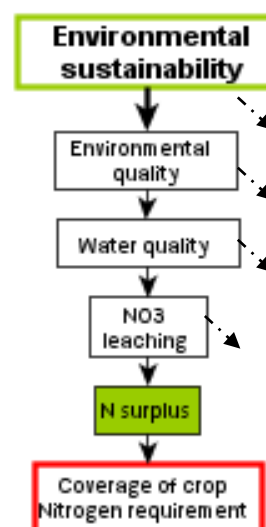 Environmental
sustainability
Environmental
quality
Water quality
NO3
leaching
N surplus
Coverage of crop
Nitrogen requirement